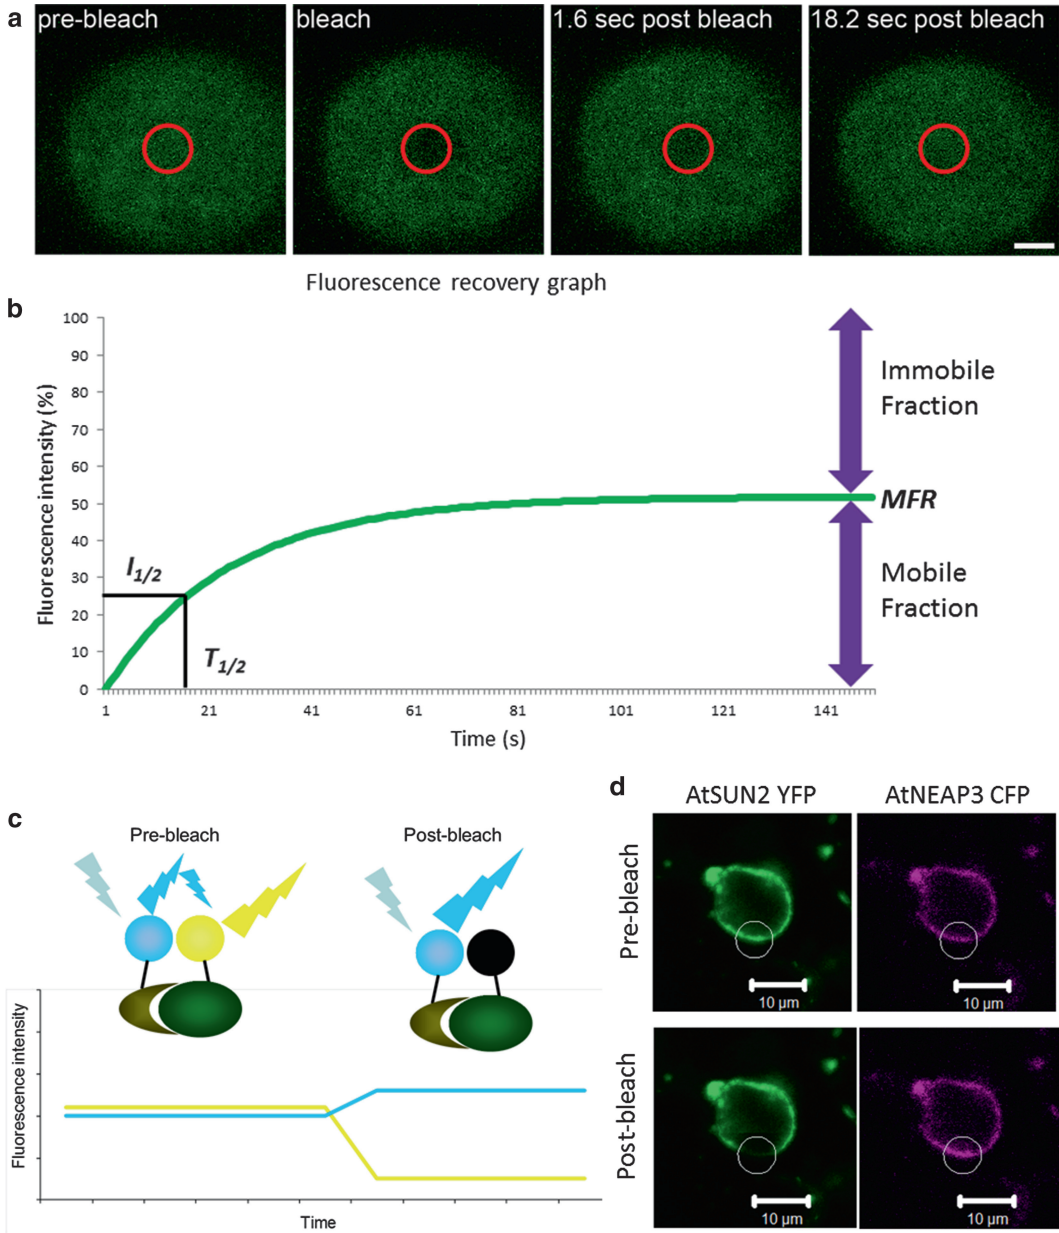 a
pre-bleach
bleach
1.6 sec post bleach
18.2 sec post bleach
Fluorescence recovery graph
b
Fluorescence intensity (%)
100
90
80
70
60
50
40
30
20
10
0
I1/2
T1/2
Immobile
Fraction
MFR
Mobile
Fraction
1
21
41
61
81
101
121
141
Time (s)
c
Pre-bleach
Post-bleach
Fluorescence intensity
Time
d
AtSUN2 YFP
AtNEAP3 CFP
Pre-bleach
10 µm
10 µm
Post-bleach
10 µm
10 µm